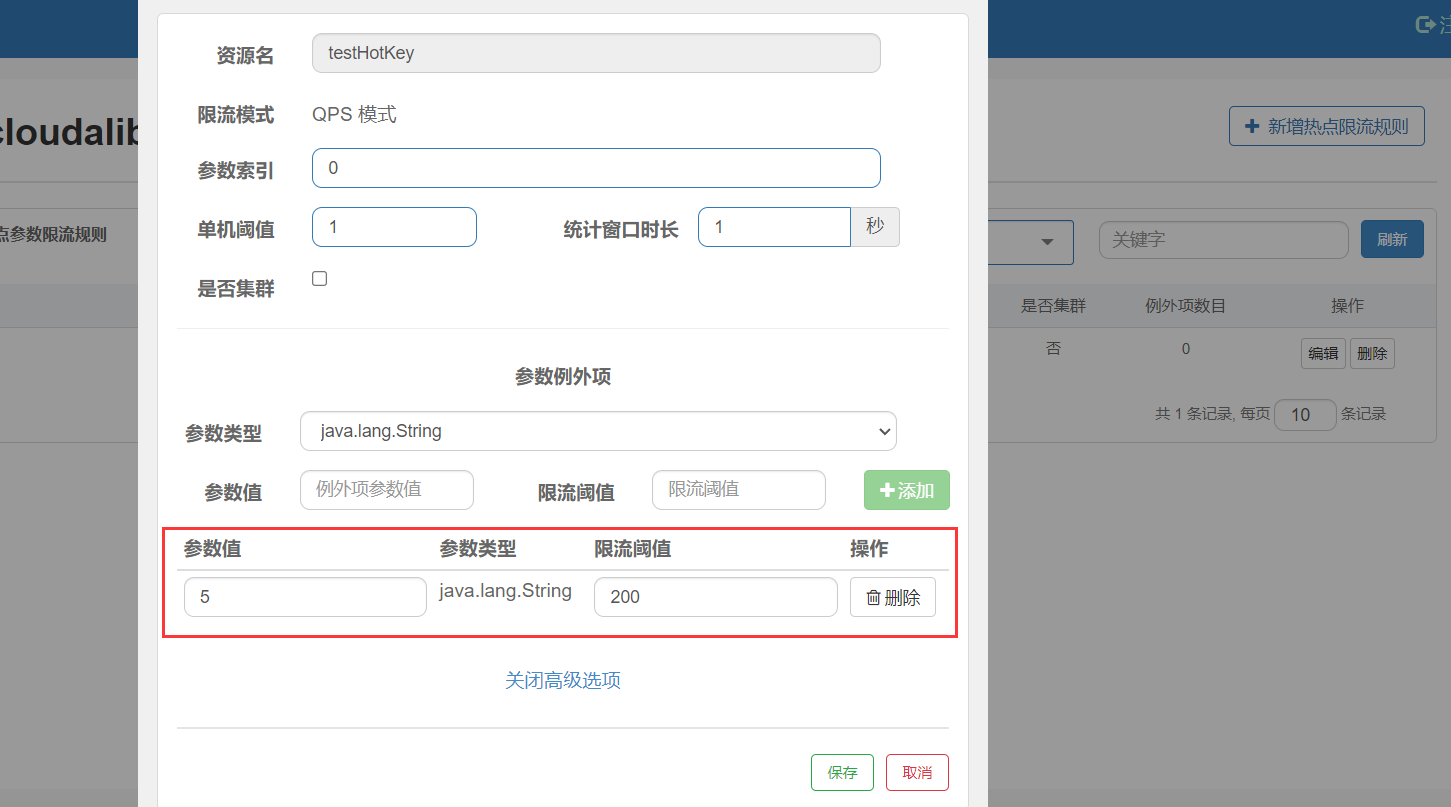 注
资源名 testHotKey
限流模式 QPS 模式
cloudalib
新增热点限流规则
参数索引 0
单机阈值 1 统计窗口时长 1 秒
点参数限流规则
关键字 刷新
是否集群
是否集群 例外项数目 操作
否 0 编辑 删除
参数例外项
共 1 条记录, 每页 10 条记录
参数类型 java.lang.String
参数值 例外项参数值 限流阈值 限流阈值 添加
参数值 参数类型 限流阈值 操作
5 java.lang.String 200 删除
关闭高级选项
保存 取消